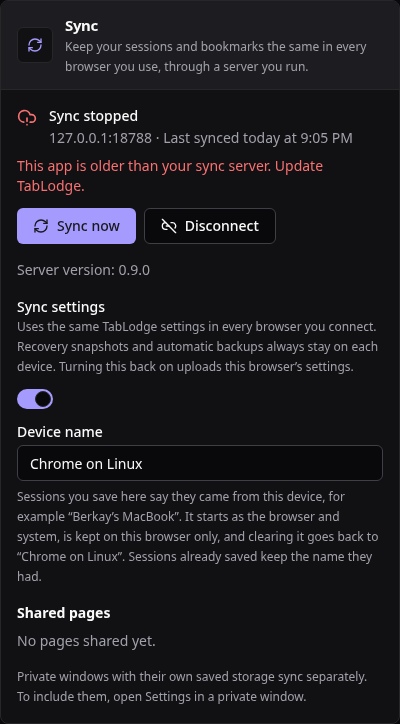 Sync
Keep your sessions and bookmarks the same in every
browser you use, through a server you run.
Sync stopped
127.0.0.1:18788 · Last synced today at 9:05 PM
This app is older than your sync server. Update
TabLodge.
Sync now
Disconnect
Server version: 0.9.0
Sync settings
Uses the same TabLodge settings in every browser you connect.
Recovery snapshots and automatic backups always stay on each
device. Turning this back on uploads this browser’s settings.
Device name
Chrome on Linux
Sessions you save here say they came from this device, for
example “Berkay’s MacBook”. It starts as the browser and
system, is kept on this browser only, and clearing it goes back to
“Chrome on Linux”. Sessions already saved keep the name they
had.
Shared pages
No pages shared yet.
Private windows with their own saved storage sync separately.
To include them, open Settings in a private window.